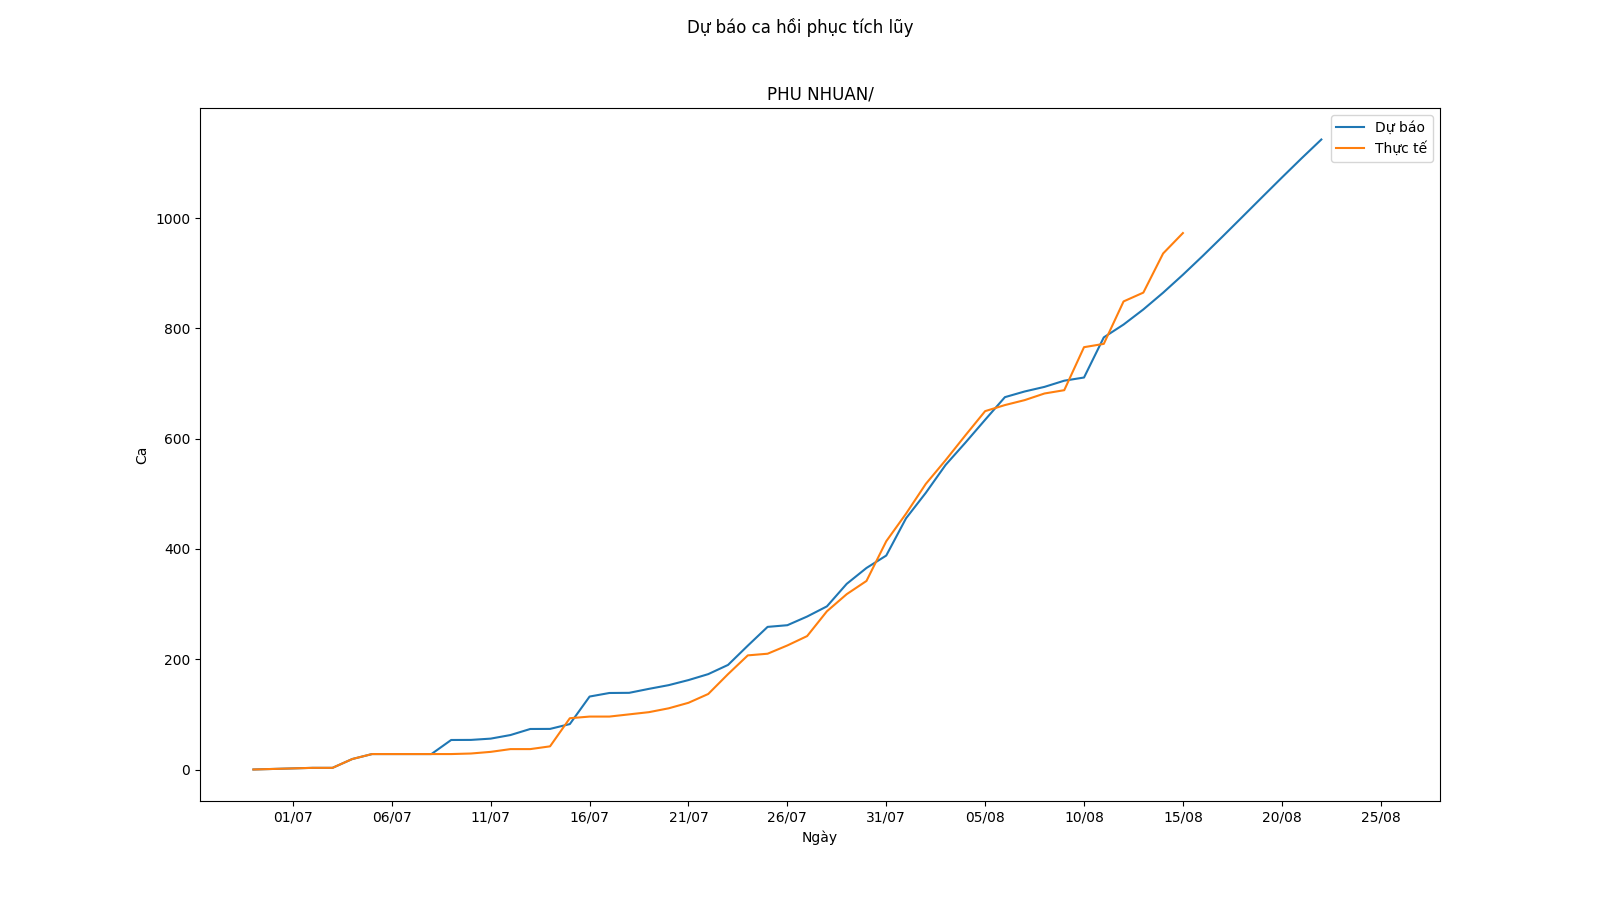 Dự báo ca hồi phục tích lũy
PHU NHUAN/
Dự báo
Thực tế
1000
800
600
400
200
0
Ca
01/07 06/07 11/07 16/07 21/07 26/07 31/07 05/08 10/08 15/08 20/08 25/08
Ngày